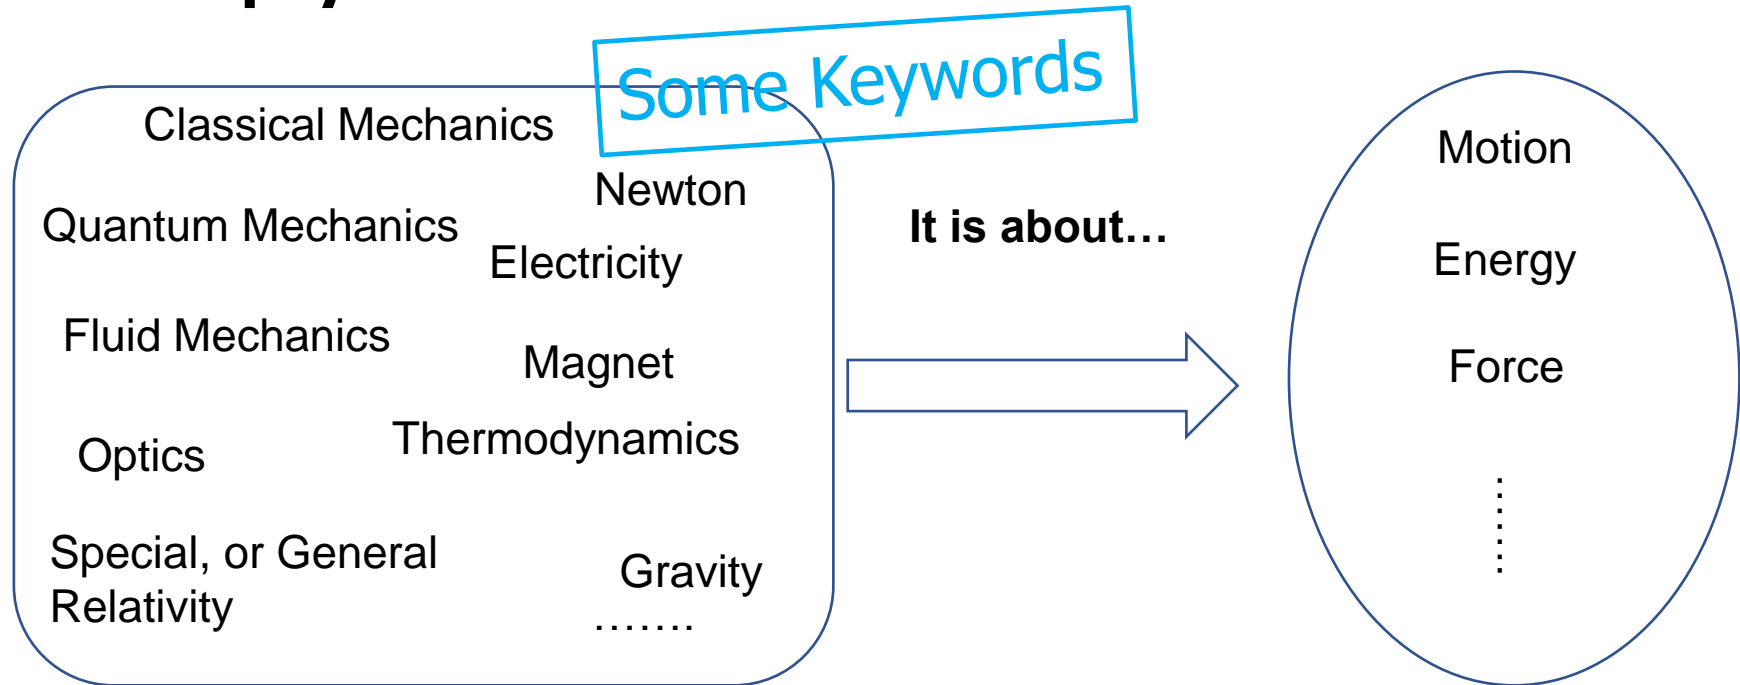 Some Keywords
Classical Mechanics
Newton
Quantum Mechanics
Electricity
Fluid Mechanics
Magnet
Optics
Thermodynamics
Special, or General
Relativity
Gravity
…….
It is about…
Motion
Energy
Force
…….